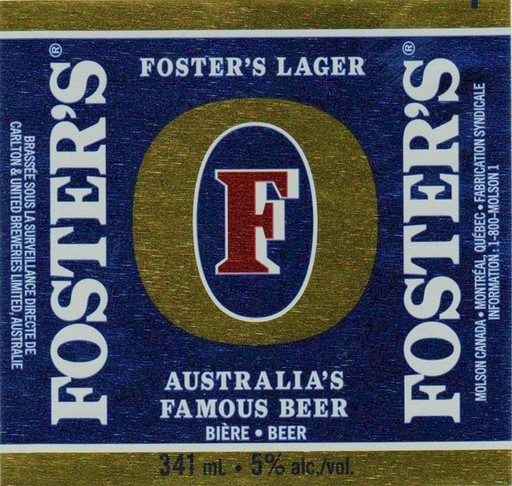 FOSTER'S LAGER
FOSTER'S®
BRASSÉE SOUS LA SURVEILLANCE DIRECTE DE
CARLTON & UNITED BREWERIES LIMITED, AUSTRALIE
F
AUSTRALIA'S
FAMOUS BEER
BIÈRE • BEER
FOSTER'S®
MOLSON CANADA • MONTRÉAL, QUÉBEC • FABRICATION SYNDICALE
INFORMATION : 1-800-MOLSON 1
341 mL • 5% alc./vol.